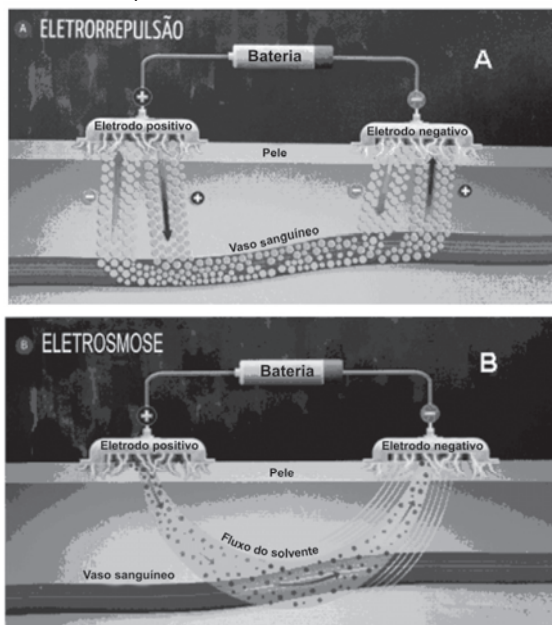 A ELETRORREPULSÃO
Bateria
A
+
−
Eletrodo positivo
Eletrodo negativo
Pele
−
+
−
+
Vaso sanguíneo
B ELETROSMOSE
Bateria
B
+
−
Eletrodo positivo
Eletrodo negativo
Pele
Fluxo do solvente
Vaso sanguíneo